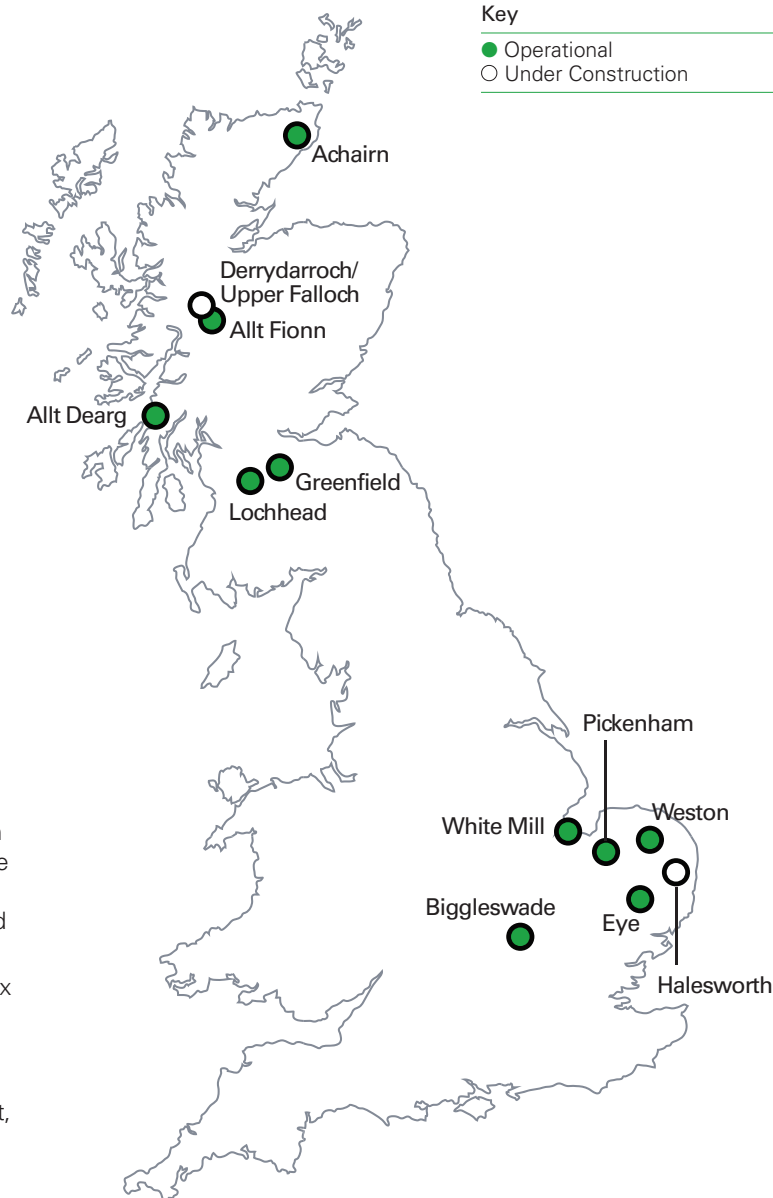 Key
Operational
Under Construction
Achairn
Derrydarroch/
Upper Falloch
Allt Fionn
Allt Dearg
Greenfield
Lochhead
Pickenham
White Mill
Weston
Biggleswade
Eye
Halesworth